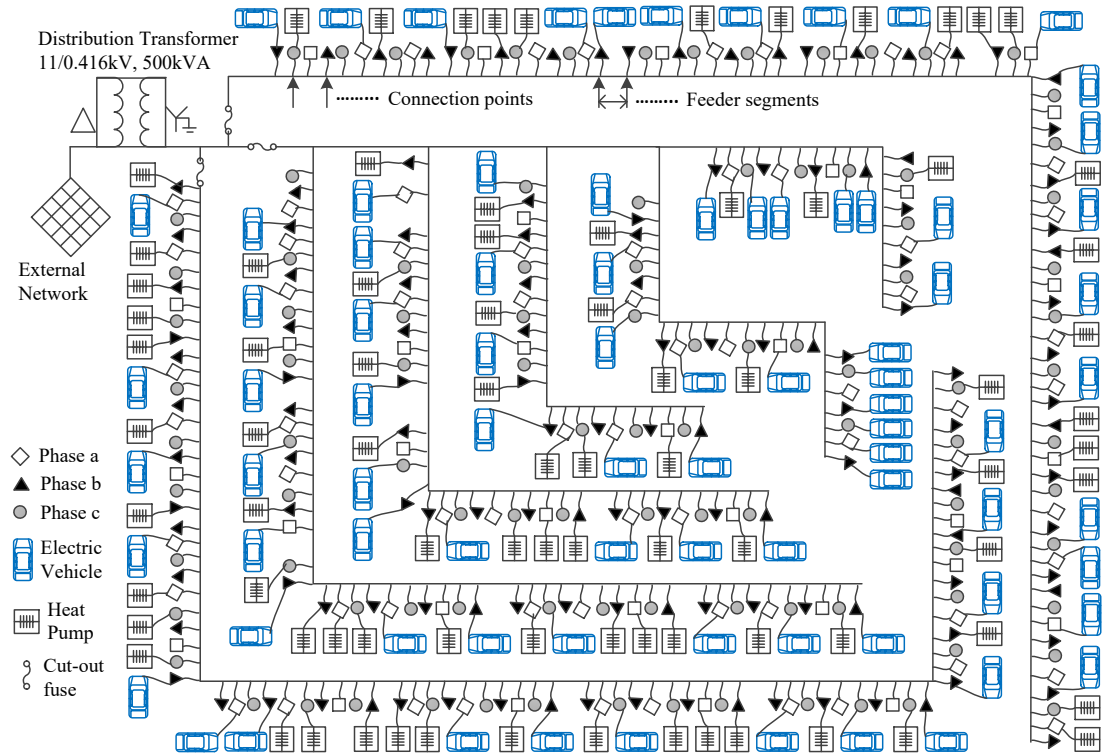 Distribution Transformer
11/0.416kV, 500kVA
Connection points
Feeder segments
External
Network
Phase a
Phase b
Phase c
Electric
Vehicle
Heat
Pump
Cut-out
fuse